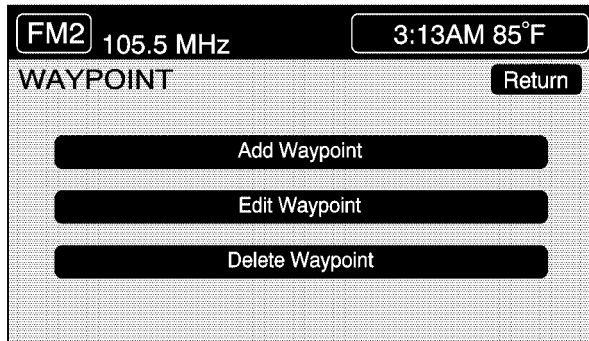 FM2 105.5 MHz 3:13AM 85°F
WAYPOINT Return
Add Waypoint
Edit Waypoint
Delete Waypoint